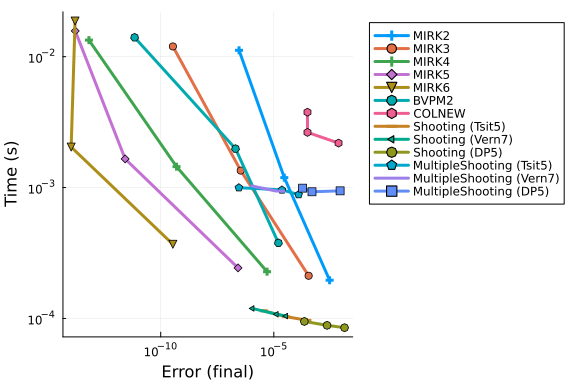 Time (s)
10⁻²
10⁻³
10⁻⁴
10⁻¹⁰
10⁻⁵
Error (final)
MIRK2
MIRK3
MIRK4
MIRK5
MIRK6
BVPM2
COLNEW
Shooting (Tsit5)
Shooting (Vern7)
Shooting (DP5)
MultipleShooting (Tsit5)
MultipleShooting (Vern7)
MultipleShooting (DP5)